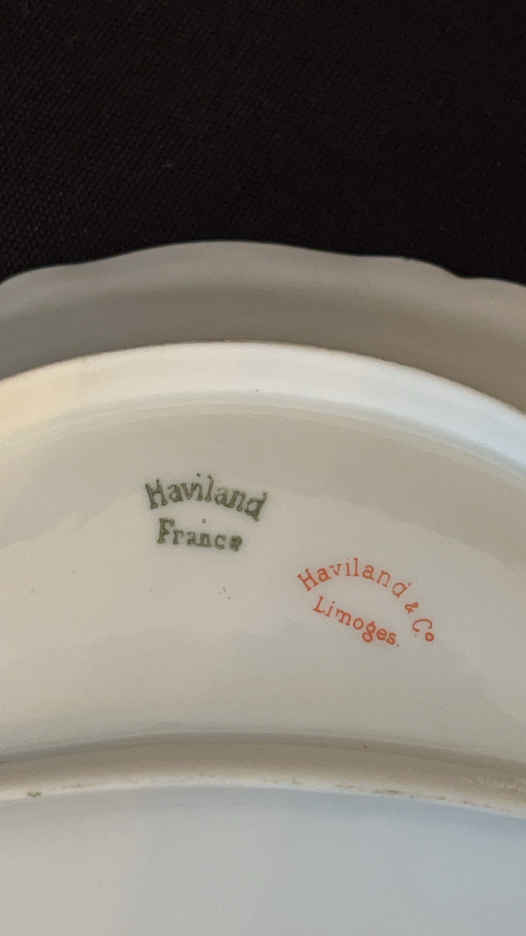 Haviland
France
Haviland & Co
Limoges.